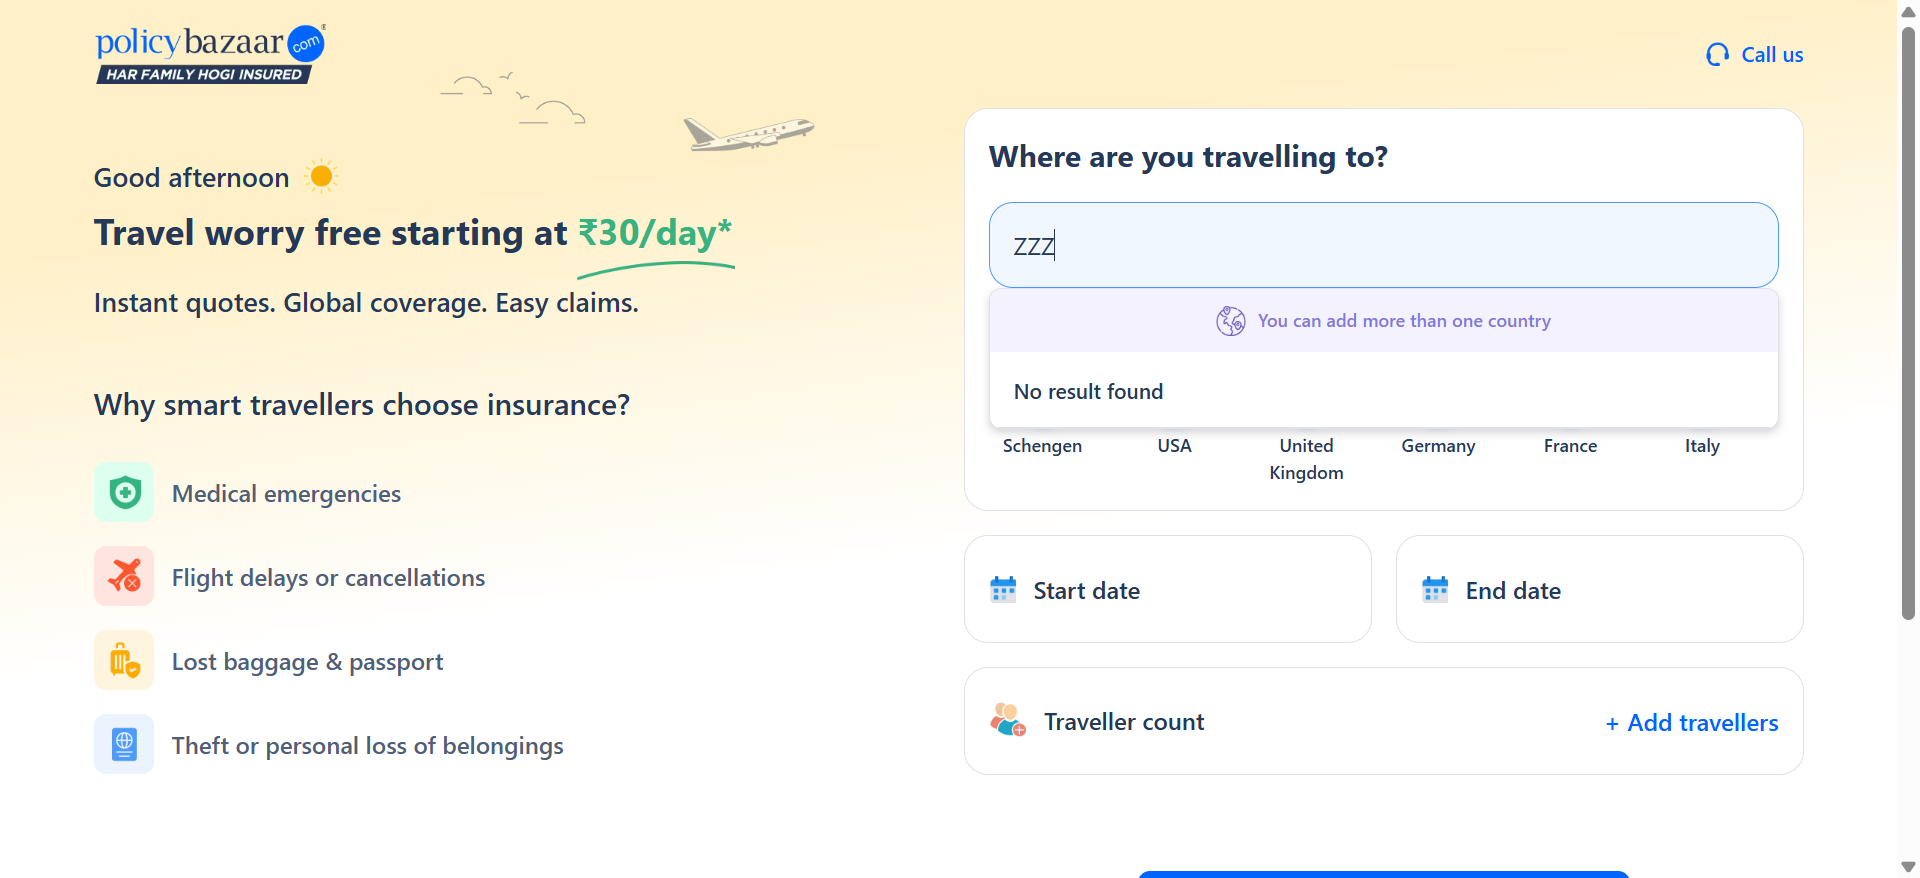 policybazaar com®
HAR FAMILY HOGI INSURED
Call us
Good afternoon
Travel worry free starting at ₹30/day*
Instant quotes. Global coverage. Easy claims.
Why smart travellers choose insurance?
Medical emergencies
Flight delays or cancellations
Lost baggage & passport
Theft or personal loss of belongings
Where are you travelling to?
ZZZ
You can add more than one country
No result found
Schengen
USA
United
Kingdom
Germany
France
Italy
Start date
End date
Traveller count
+ Add travellers